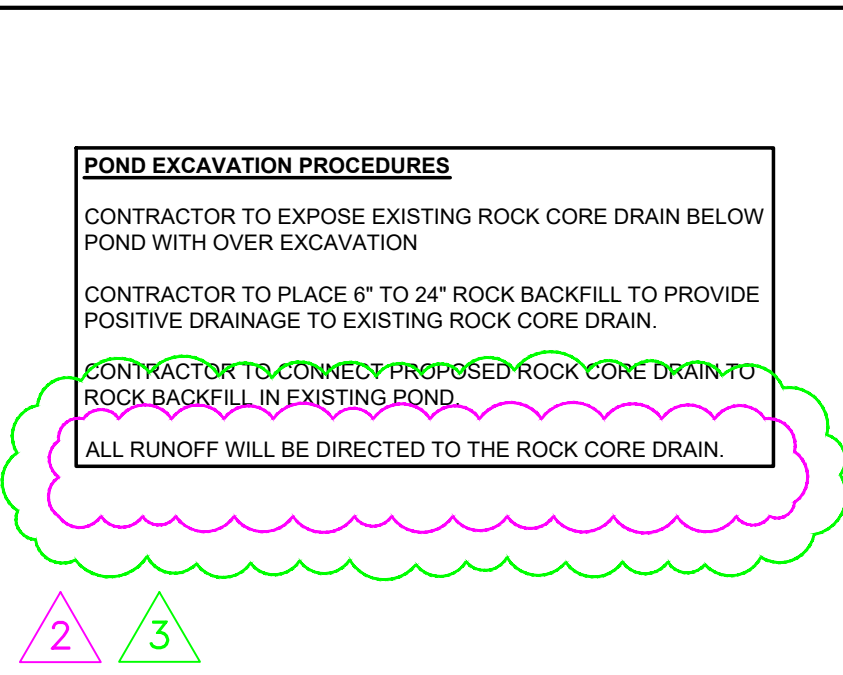 POND EXCAVATION PROCEDURES
CONTRACTOR TO EXPOSE EXISTING ROCK CORE DRAIN BELOW
POND WITH OVER EXCAVATION
CONTRACTOR TO PLACE 6" TO 24" ROCK BACKFILL TO PROVIDE
POSITIVE DRAINAGE TO EXISTING ROCK CORE DRAIN.
CONTRACTOR TO CONNECT PROPOSED ROCK CORE DRAIN TO
ROCK BACKFILL IN EXISTING POND.
ALL RUNOFF WILL BE DIRECTED TO THE ROCK CORE DRAIN.
2 3